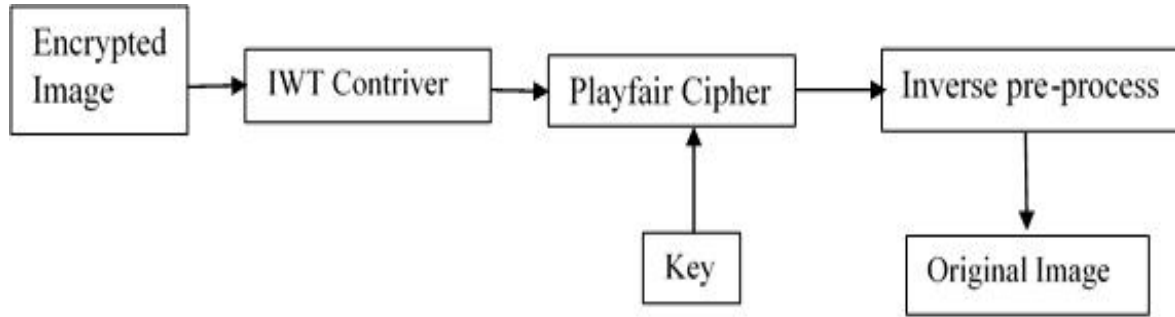 Encrypted
Image
IWT Contriver
Playfair Cipher
Inverse pre-process
Key
Original Image